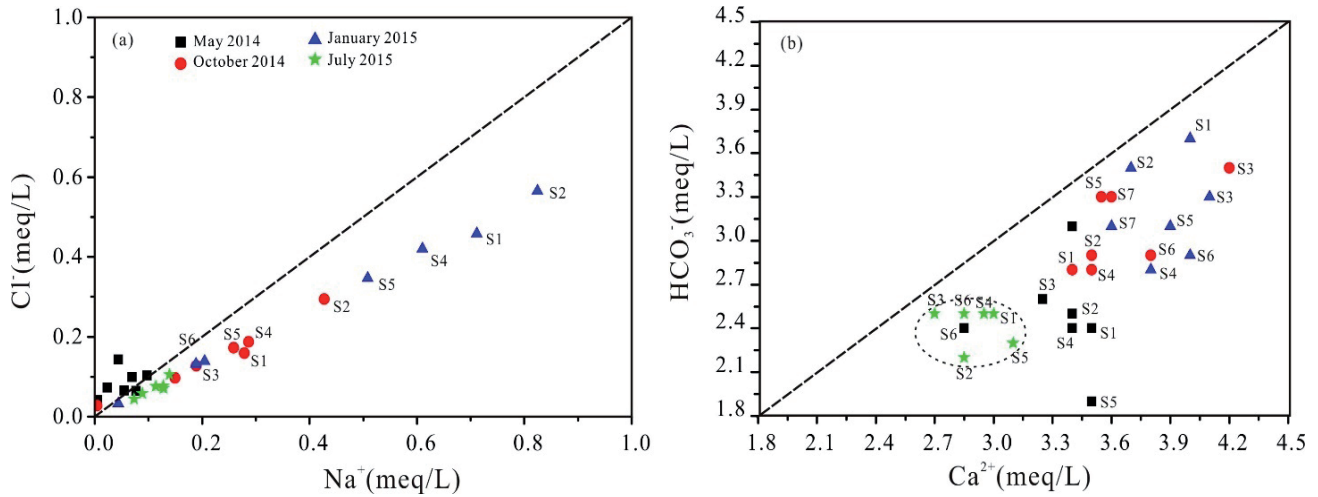 (a)
May 2014
October 2014
January 2015
July 2015
1.0
0.8
0.6
0.4
0.2
0.0
Cl⁻(meq/L)
S2
S1
S4
S5
S2
S6
S5
S4
S1
S3
0.0
0.2
0.4
0.6
0.8
1.0
Na⁺(meq/L)
(b)
4.5
4.2
3.9
3.6
3.3
3.0
2.7
2.4
2.1
1.8
HCO₃⁻(meq/L)
S1
S2
S3
S5
S7
S3
S7
S5
S2
S6
S6
S1
S4
S4
S3
S3
S6
S4
S1
S2
S6
S4
S1
S5
S2
S5
1.8
2.1
2.4
2.7
3.0
3.3
3.6
3.9
4.2
4.5
Ca²⁺(meq/L)